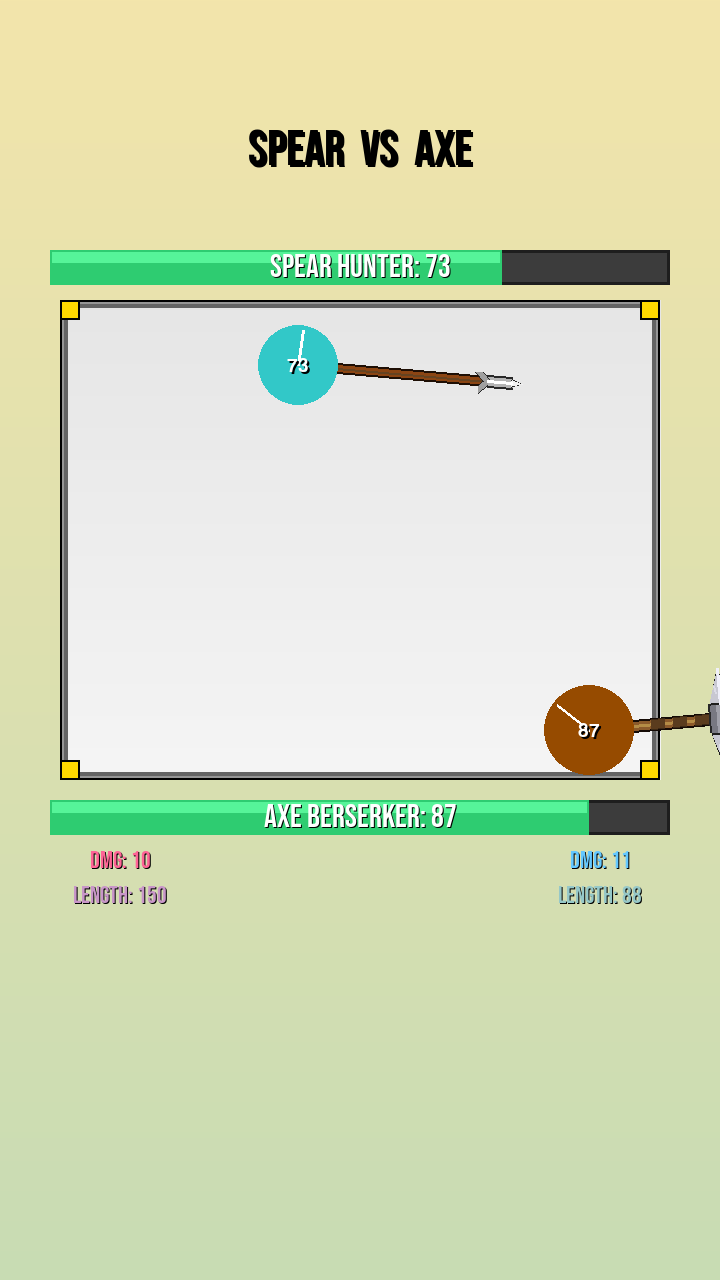 SPEAR VS AXE
SPEAR HUNTER: 73
73
87
AXE BERSERKER: 87
DMG: 10
DMG: 11
LENGTH: 150
LENGTH: 88